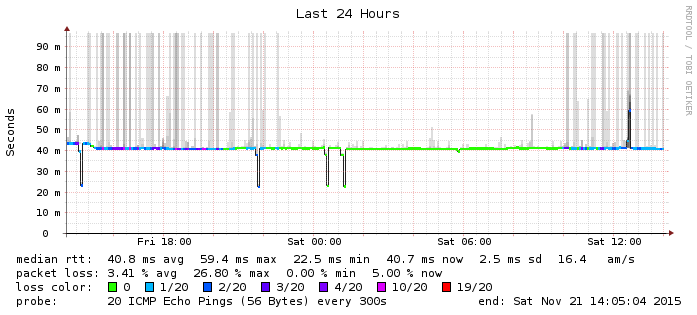 Last 24 Hours
RRDTOOL / TOBI OETIKER
Seconds
90 m
80 m
70 m
60 m
50 m
40 m
30 m
20 m
10 m
0 m
Fri 18:00 Sat 00:00 Sat 06:00 Sat 12:00
median rtt: 40.8 ms avg 59.4 ms max 22.5 ms min 40.7 ms now 2.5 ms sd 16.4 am/s
packet loss: 3.41 % avg 26.80 % max 0.00 % min 5.00 % now
loss color: 0 1/20 2/20 3/20 4/20 10/20 19/20
probe: 20 ICMP Echo Pings (56 Bytes) every 300s end: Sat Nov 21 14:05:04 2015